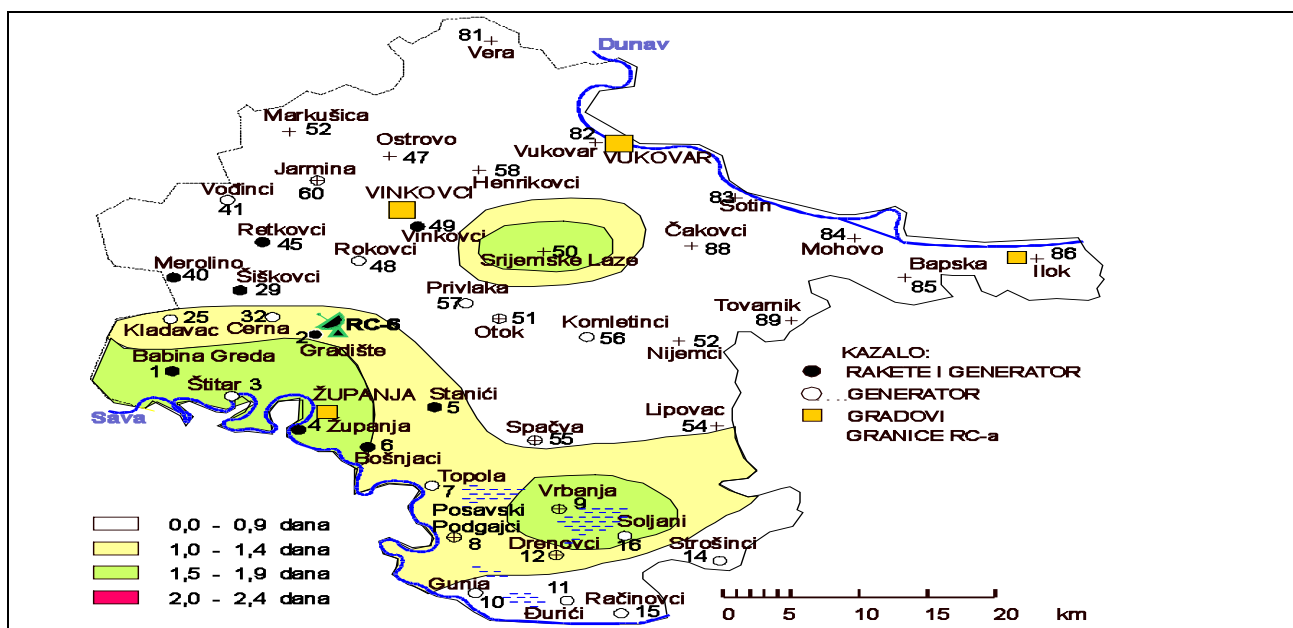 81
Vera
Dunav
Markušica
52
Ostrovo
47
82
Vukovar
VUKOVAR
Jarmina
60
58
Henrikovci
Vođinci
41
VINKOVCI
83
Sotin
Retkovci
45
49
Vinkovci
Rokovci
48
50
Srijemske Laze
Čakovci
88
84
Mohovo
86
Ilok
Bapska
85
Merolino
40
Šiškovci
29
Privlaka
57
51
Otok
Tovarnik
89
25
Kladavac
32
Cerna
RC-6
2
Gradište
Komletinci
56
52
Nijemci
Babina Greda
1
Štitar 3
ŽUPANJA
Stanići
5
Sava
4
Županja
6
Bošnjaci
Lipovac
54
Spačva
55
Topola
7
Vrbanja
9
Posavski
Podgajci
8
Soljani
16
Drenovci
12
Strošinci
14
Gunja
10
11
Đurići
Račinovci
15
KAZALO:
RAKETE I GENERATOR
GENERATOR
GRADOVI
GRANICE RC-a
0,0 - 0,9 dana
1,0 - 1,4 dana
1,5 - 1,9 dana
2,0 - 2,4 dana
0 5 10 15 20 km